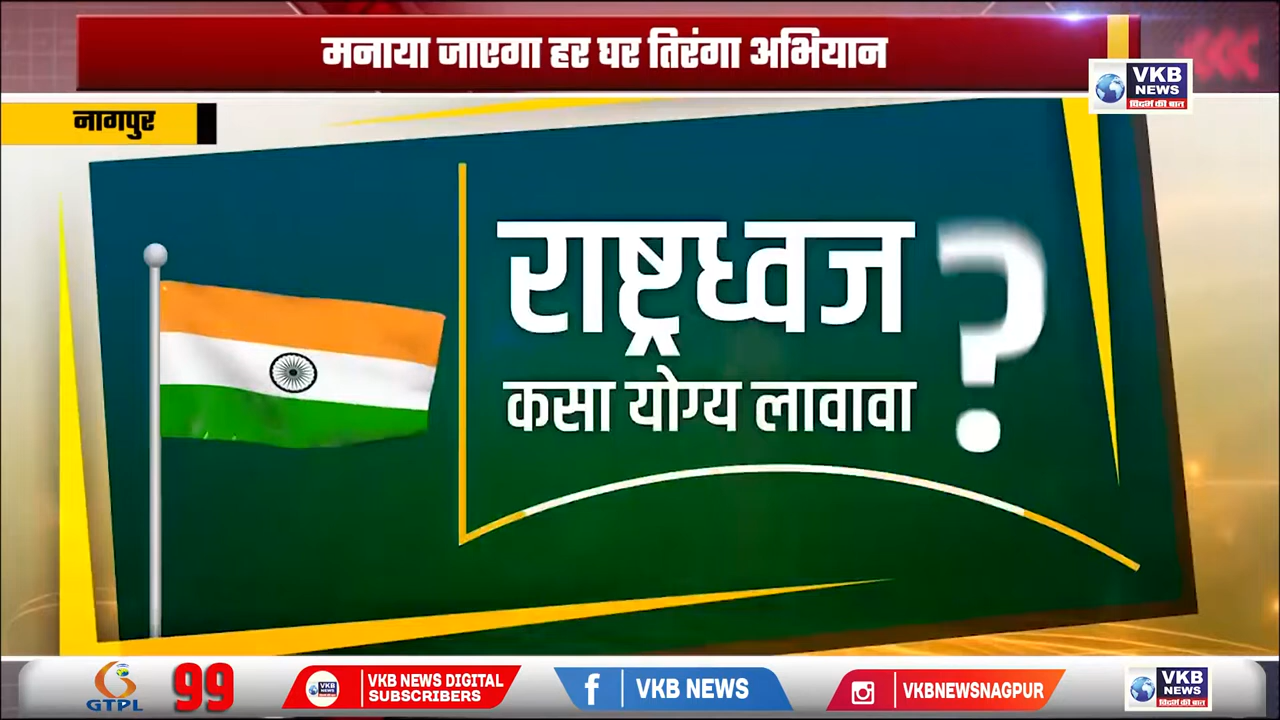 मनाया जाएगा हर घर तिरंगा अभियान
VKB
NEWS
विदर्भ की बात
नागपुर
राष्ट्रध्वज
कसा योग्य लावावा ?
GTPL
99
VKB NEWS DIGITAL
SUBSCRIBERS
VKB NEWS
VKBNEWSNAGPUR
VKB
NEWS
विदर्भ की बात